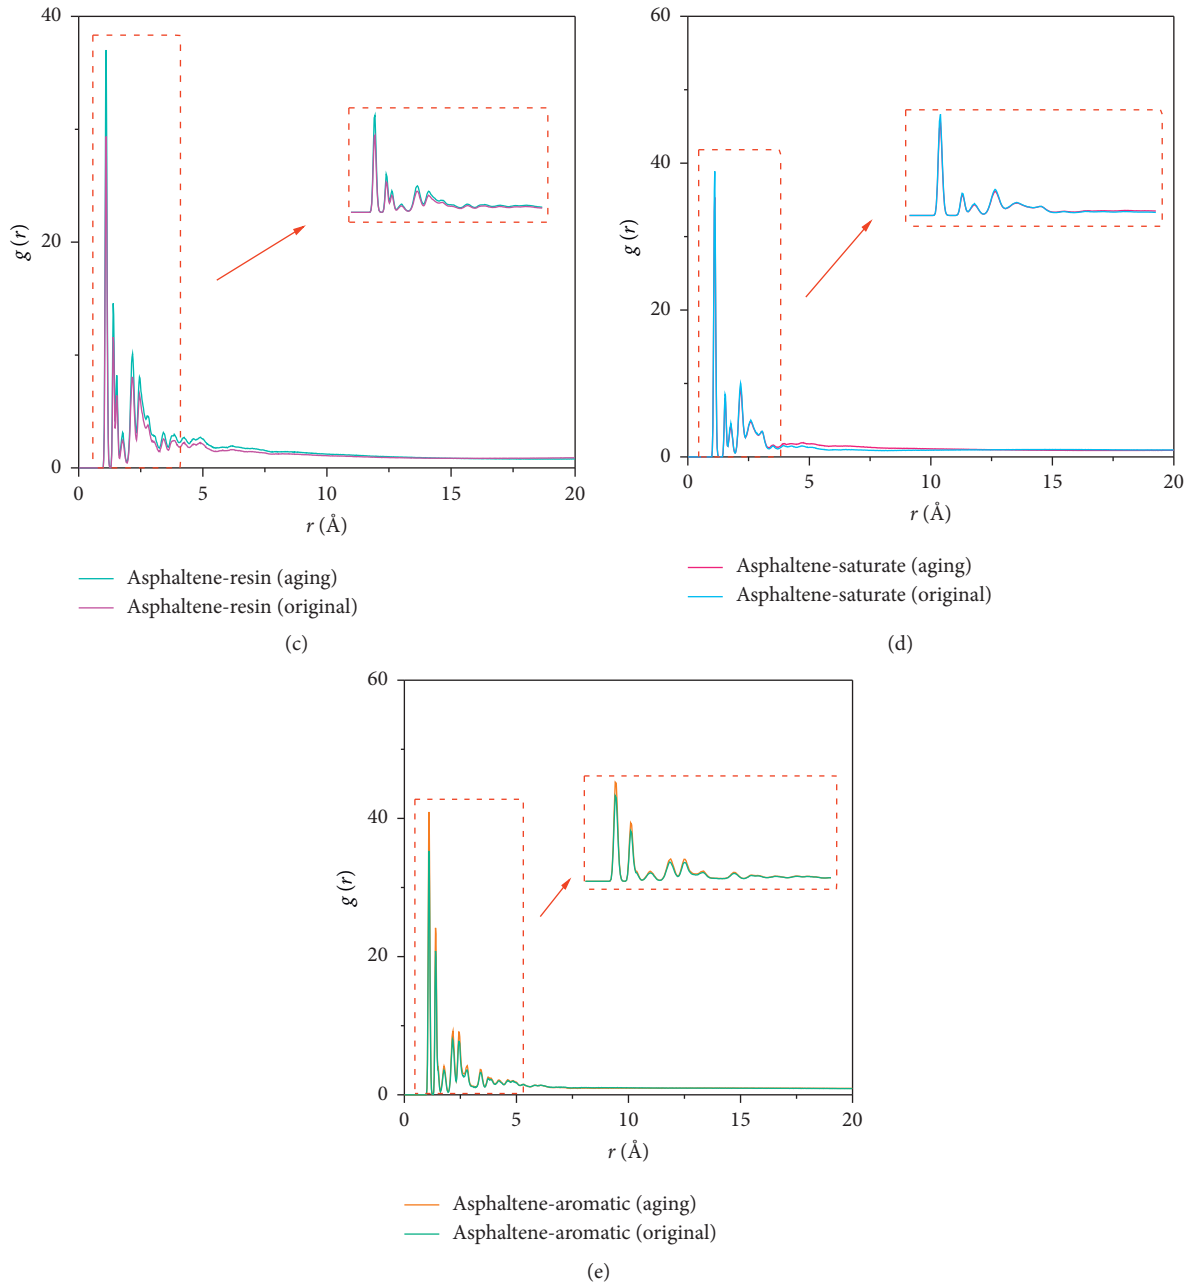 40
30
20
10
0
g (r)
0
5
10
15
20
r (Å)
Asphaltene-resin (aging)
Asphaltene-resin (original)
(c)
60
40
20
0
g (r)
0
5
10
15
20
r (Å)
Asphaltene-saturate (aging)
Asphaltene-saturate (original)
(d)
60
40
20
0
g (r)
0
5
10
15
20
r (Å)
Asphaltene-aromatic (aging)
Asphaltene-aromatic (original)
(e)